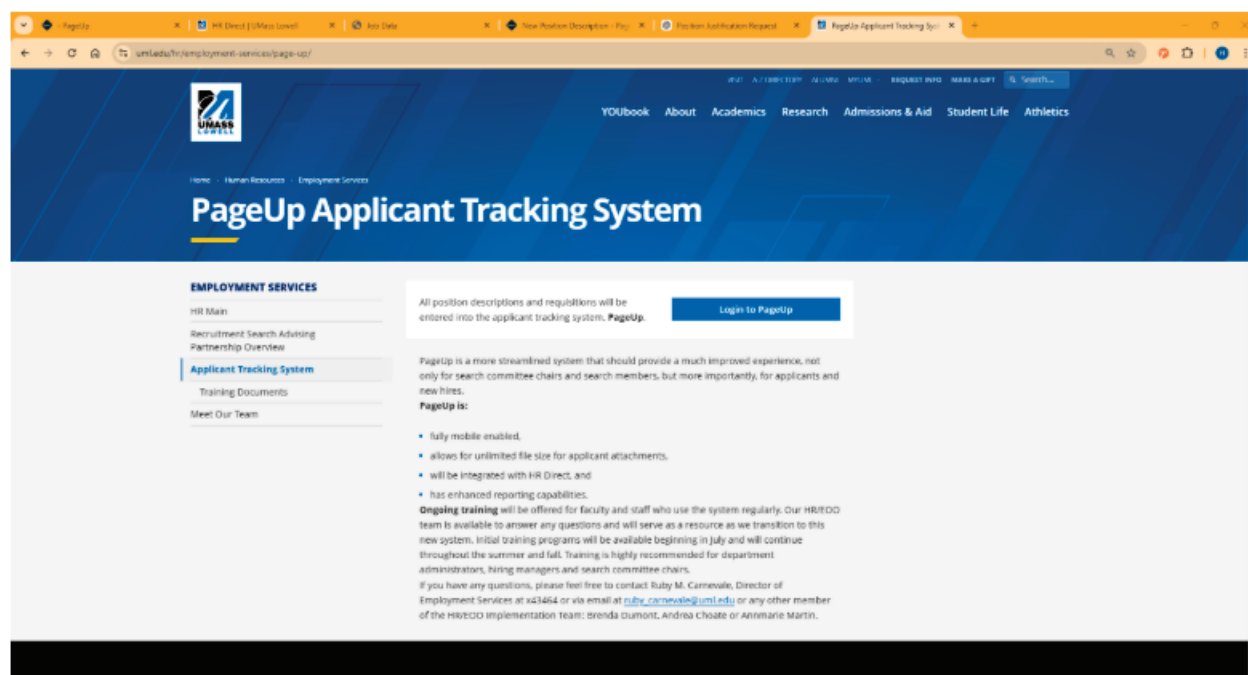 PageUp
HR Direct | UMass Lowell
Job Data
New Position Description - Pag
Position Justification Request
PageUp Applicant Tracking Sys
uml.edu/hr/employment-services/page-up/
VISIT A-Z DIRECTORY ALUMNI MYUML REQUEST INFO MAKE A GIFT Search...
UMASS
LOWELL
YOUbook About Academics Research Admissions & Aid Student Life Athletics
Home Human Resources Employment Services
PageUp Applicant Tracking System
EMPLOYMENT SERVICES
HR Main
Recruitment Search Advising
Partnership Overview
Applicant Tracking System
Training Documents
Meet Our Team
All position descriptions and requisitions will be
entered into the applicant tracking system, PageUp.
Login to PageUp
PageUp is a more streamlined system that should provide a much improved experience, not
only for search committee chairs and search members, but more importantly, for applicants and
new hires.
PageUp is:
fully mobile enabled,
allows for unlimited file size for applicant attachments,
will be integrated with HR Direct, and
has enhanced reporting capabilities.
Ongoing training will be offered for faculty and staff who use the system regularly. Our HR/EOO
team is available to answer any questions and will serve as a resource as we transition to this
new system. Initial training programs will be available beginning in July and will continue
throughout the summer and fall. Training is highly recommended for department
administrators, hiring managers and search committee chairs.
If you have any questions, please feel free to contact Ruby M. Carnevale, Director of
Employment Services at x43464 or via email at ruby_carnevale@uml.edu or any other member
of the HR/EOO Implementation Team: Brenda Dumont, Andrea Choate or Annmarie Martin.